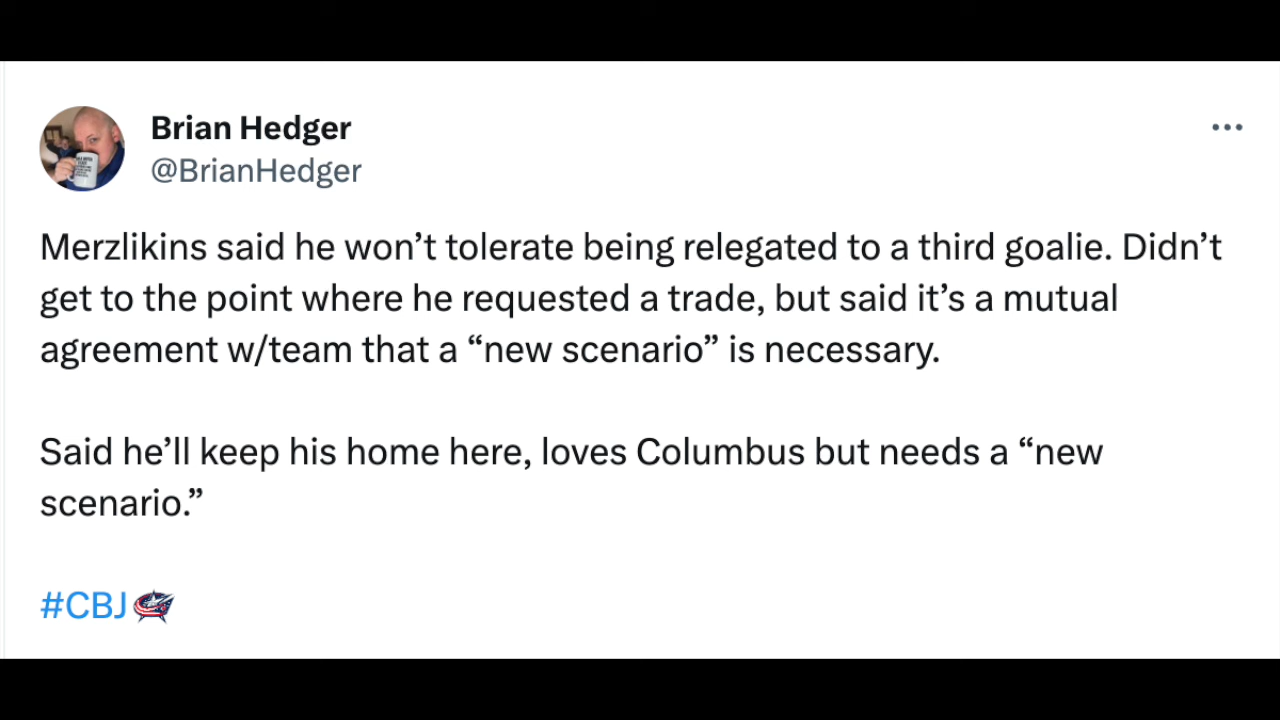 Brian Hedger
@BrianHedger
Merzlikins said he won’t tolerate being relegated to a third goalie. Didn’t
get to the point where he requested a trade, but said it’s a mutual
agreement w/team that a “new scenario” is necessary.
Said he’ll keep his home here, loves Columbus but needs a “new
scenario.”
#CBJ